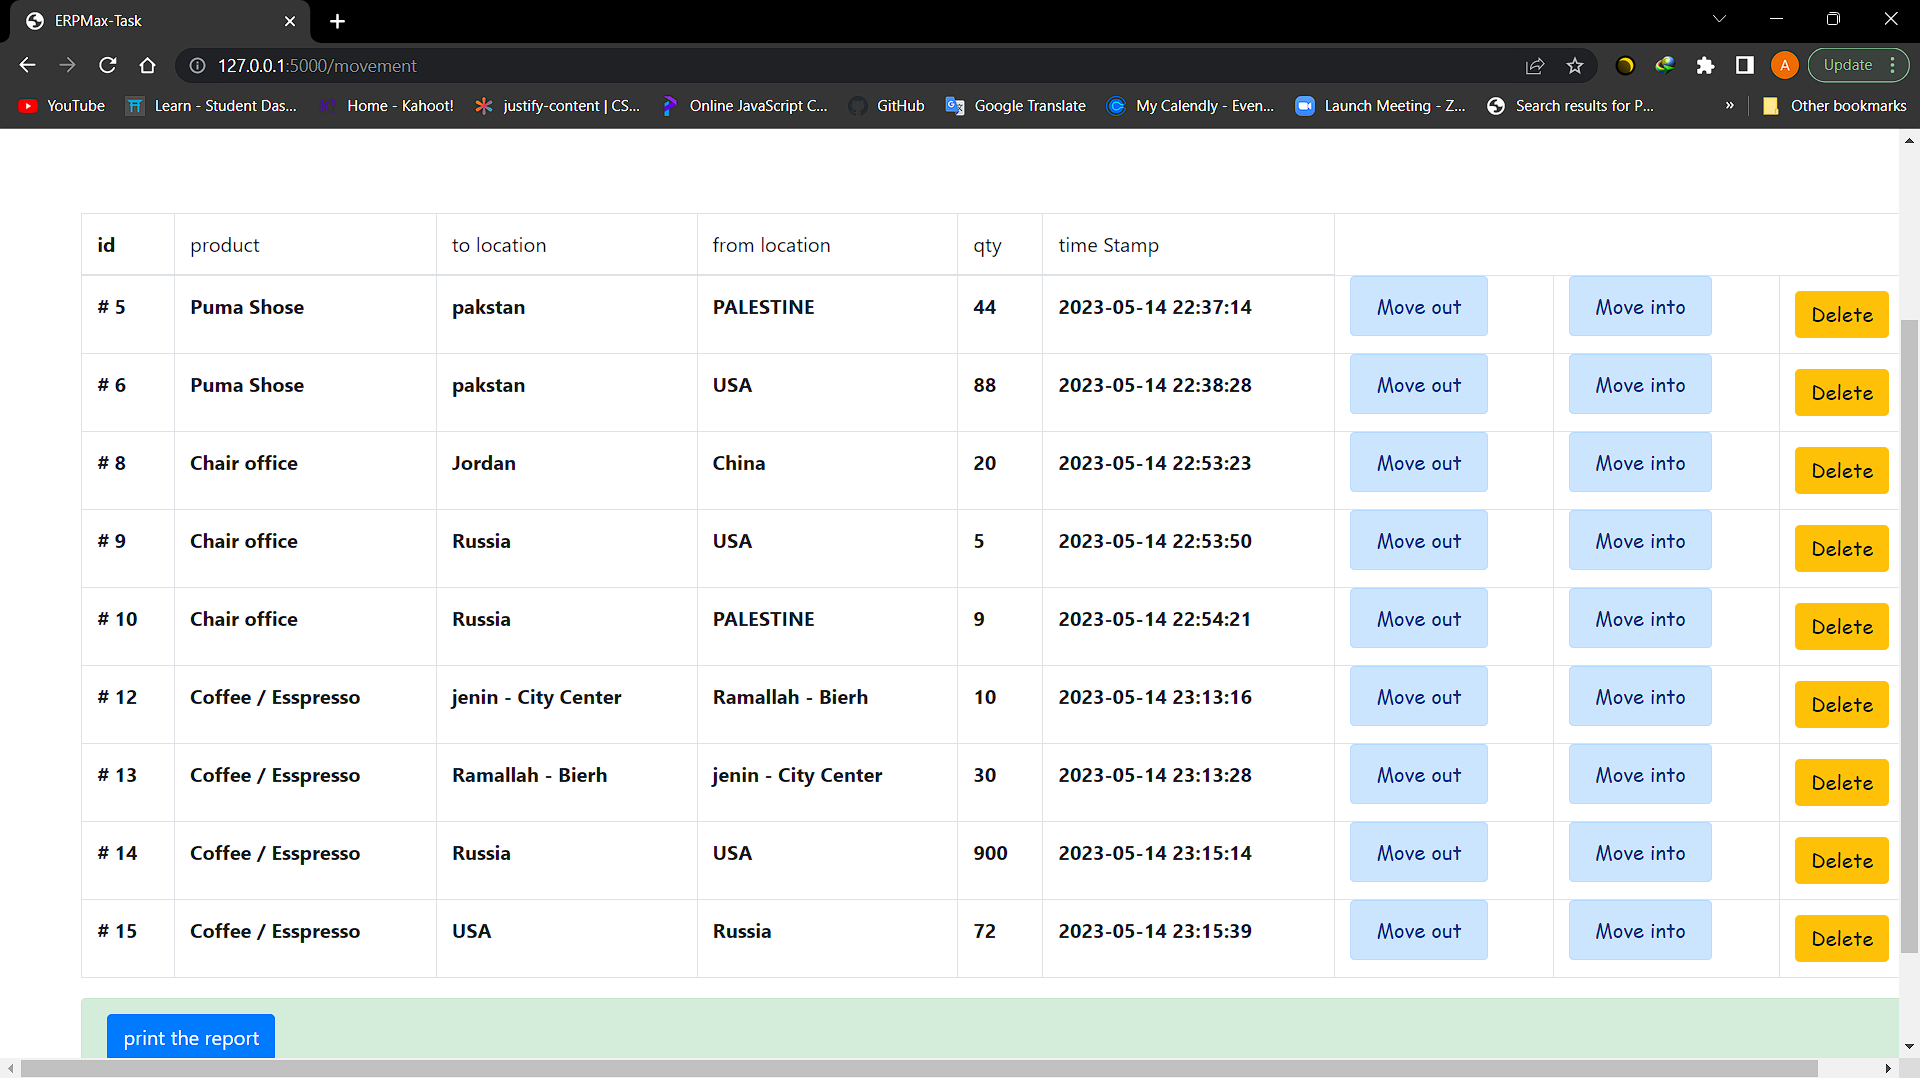 ERPMax-Task
127.0.0.1:5000/movement
Update
A
YouTube Learn - Student Das... Home - Kahoot! justify-content | CS... Online JavaScript C... GitHub Google Translate My Calendly - Even... Launch Meeting - Z... Search results for P... » Other bookmarks
id product to location from location qty time Stamp
# 5 Puma Shose pakstan PALESTINE 44 2023-05-14 22:37:14 Move out Move into Delete
# 6 Puma Shose pakstan USA 88 2023-05-14 22:38:28 Move out Move into Delete
# 8 Chair office Jordan China 20 2023-05-14 22:53:23 Move out Move into Delete
# 9 Chair office Russia USA 5 2023-05-14 22:53:50 Move out Move into Delete
# 10 Chair office Russia PALESTINE 9 2023-05-14 22:54:21 Move out Move into Delete
# 12 Coffee / Esspresso jenin - City Center Ramallah - Bierh 10 2023-05-14 23:13:16 Move out Move into Delete
# 13 Coffee / Esspresso Ramallah - Bierh jenin - City Center 30 2023-05-14 23:13:28 Move out Move into Delete
# 14 Coffee / Esspresso Russia USA 900 2023-05-14 23:15:14 Move out Move into Delete
# 15 Coffee / Esspresso USA Russia 72 2023-05-14 23:15:39 Move out Move into Delete
print the report